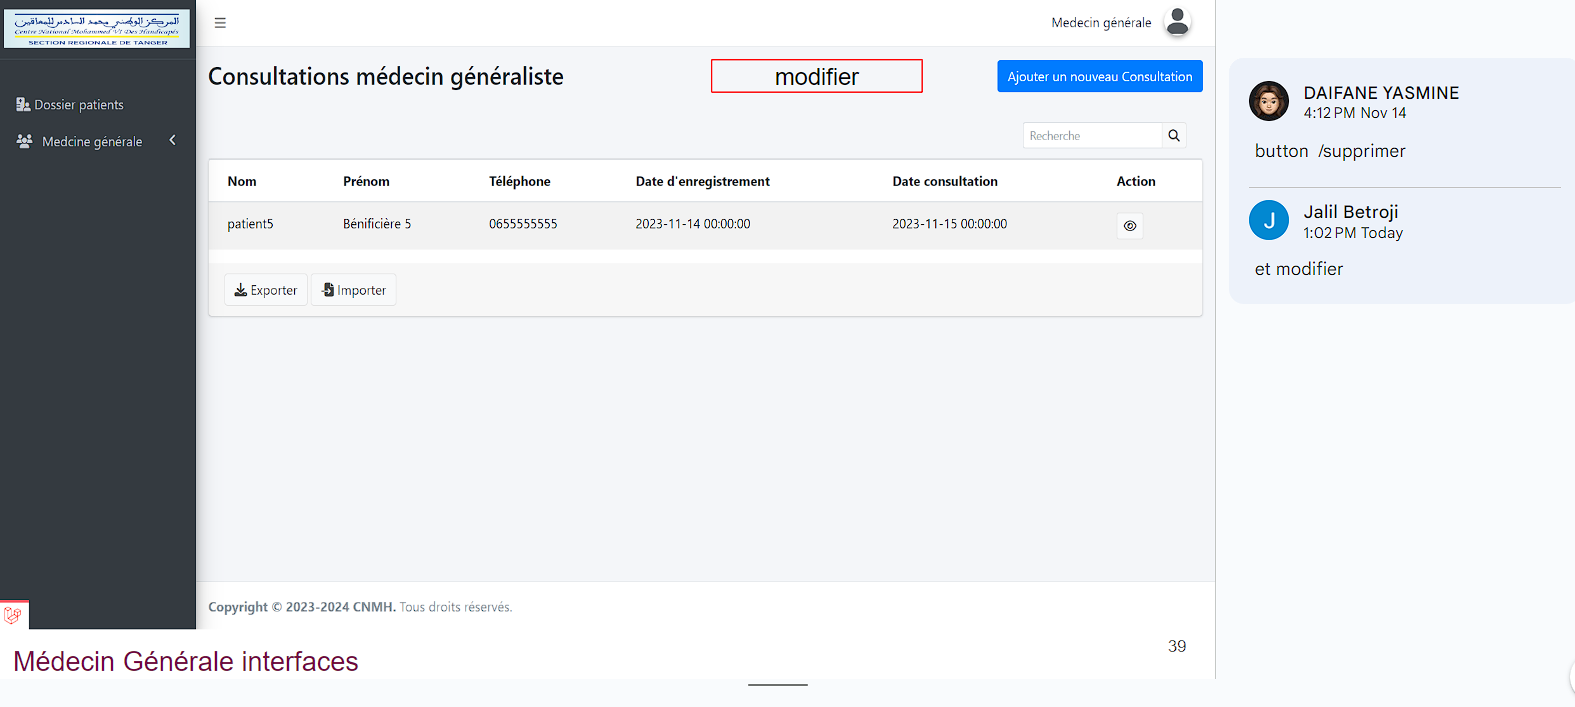 المركز الوطني محمد السادس للمعاقين
Centre National Mohammed VI Des Handicapés
SECTION REGIONALE DE TANGER
Medecin générale
Dossier patients
Medcine générale
Consultations médecin généraliste
modifier
Ajouter un nouveau Consultation
Recherche
Nom Prénom Téléphone Date d'enregistrement Date consultation Action
patient5 Bénificière 5 0655555555 2023-11-14 00:00:00 2023-11-15 00:00:00
Exporter Importer
Copyright © 2023-2024 CNMH. Tous droits réservés.
39
Médecin Générale interfaces
DAIFANE YASMINE
4:12 PM Nov 14
button /supprimer
J
Jalil Betroji
1:02 PM Today
et modifier